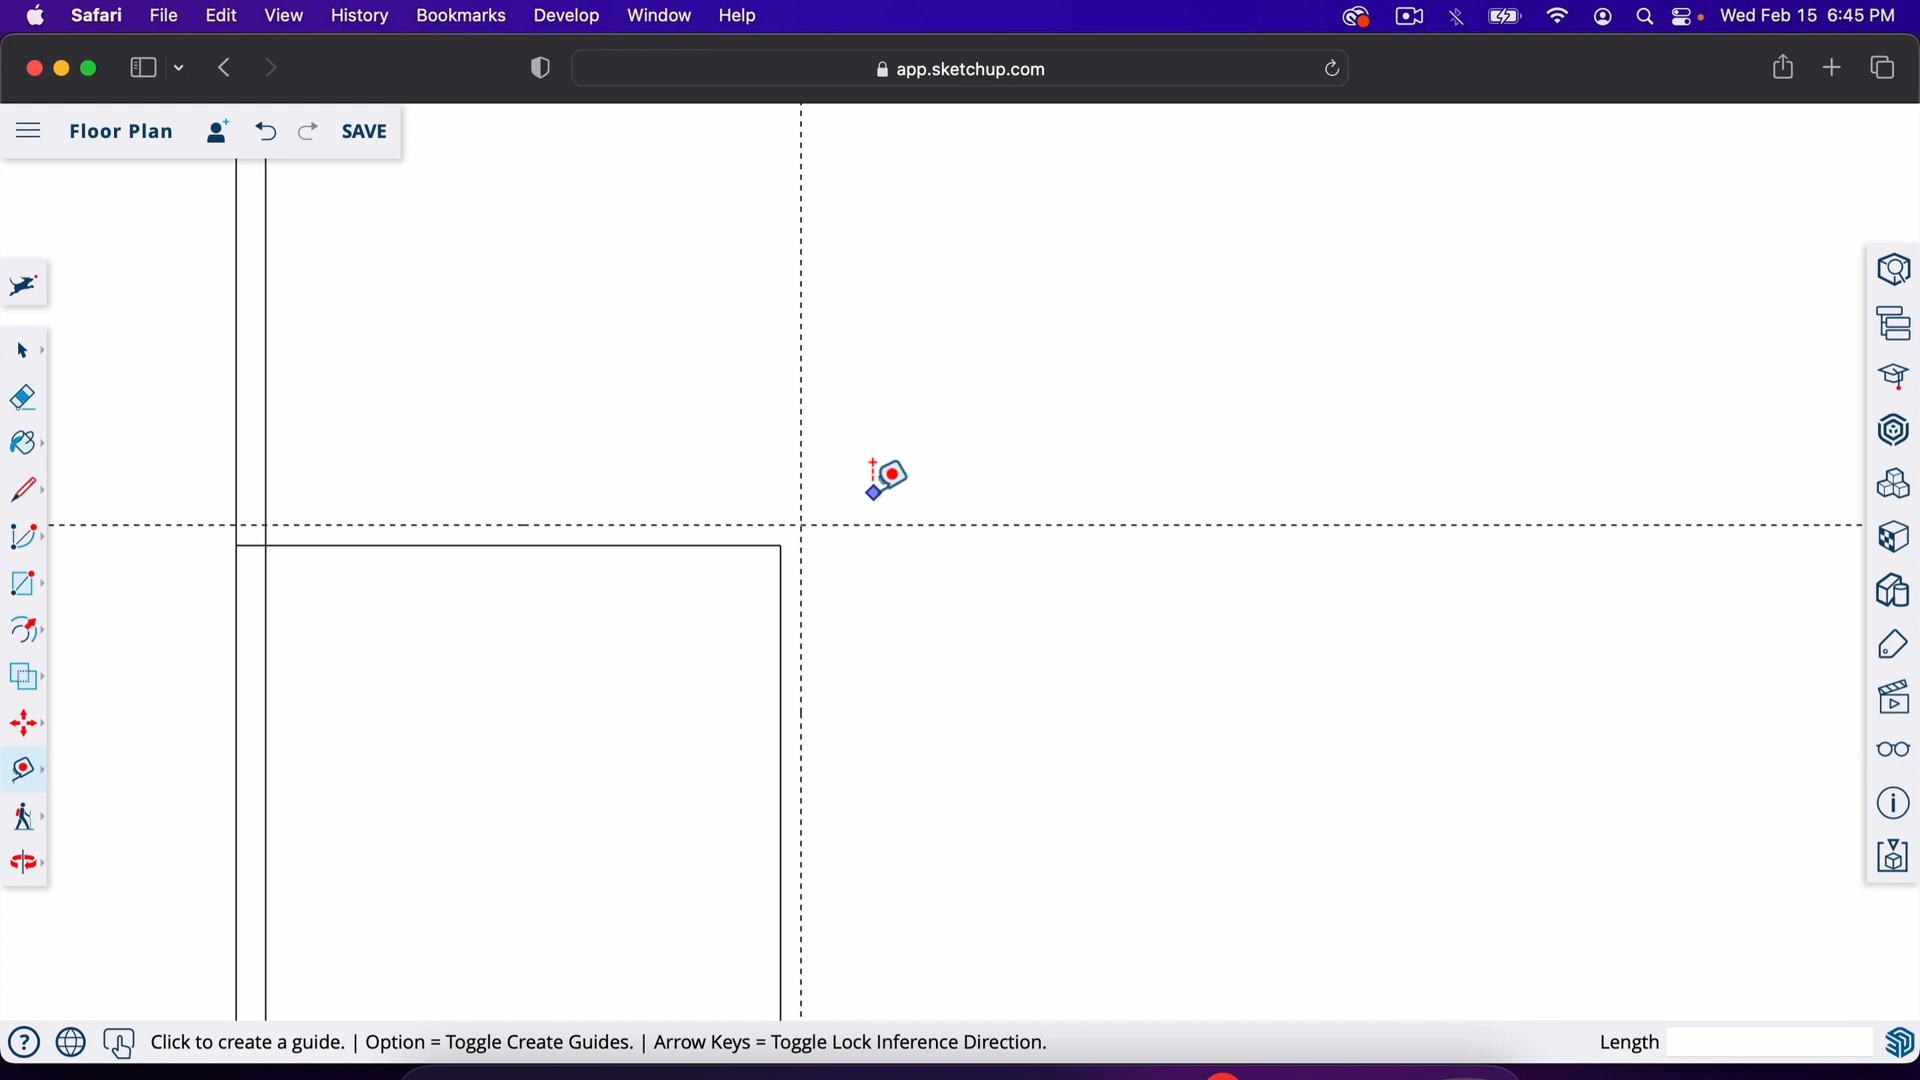 Safari File Edit View History Bookmarks Develop Window Help Wed Feb 15 6:45 PM
app.sketchup.com
Floor Plan SAVE
Click to create a guide. | Option = Toggle Create Guides. | Arrow Keys = Toggle Lock Inference Direction. Length